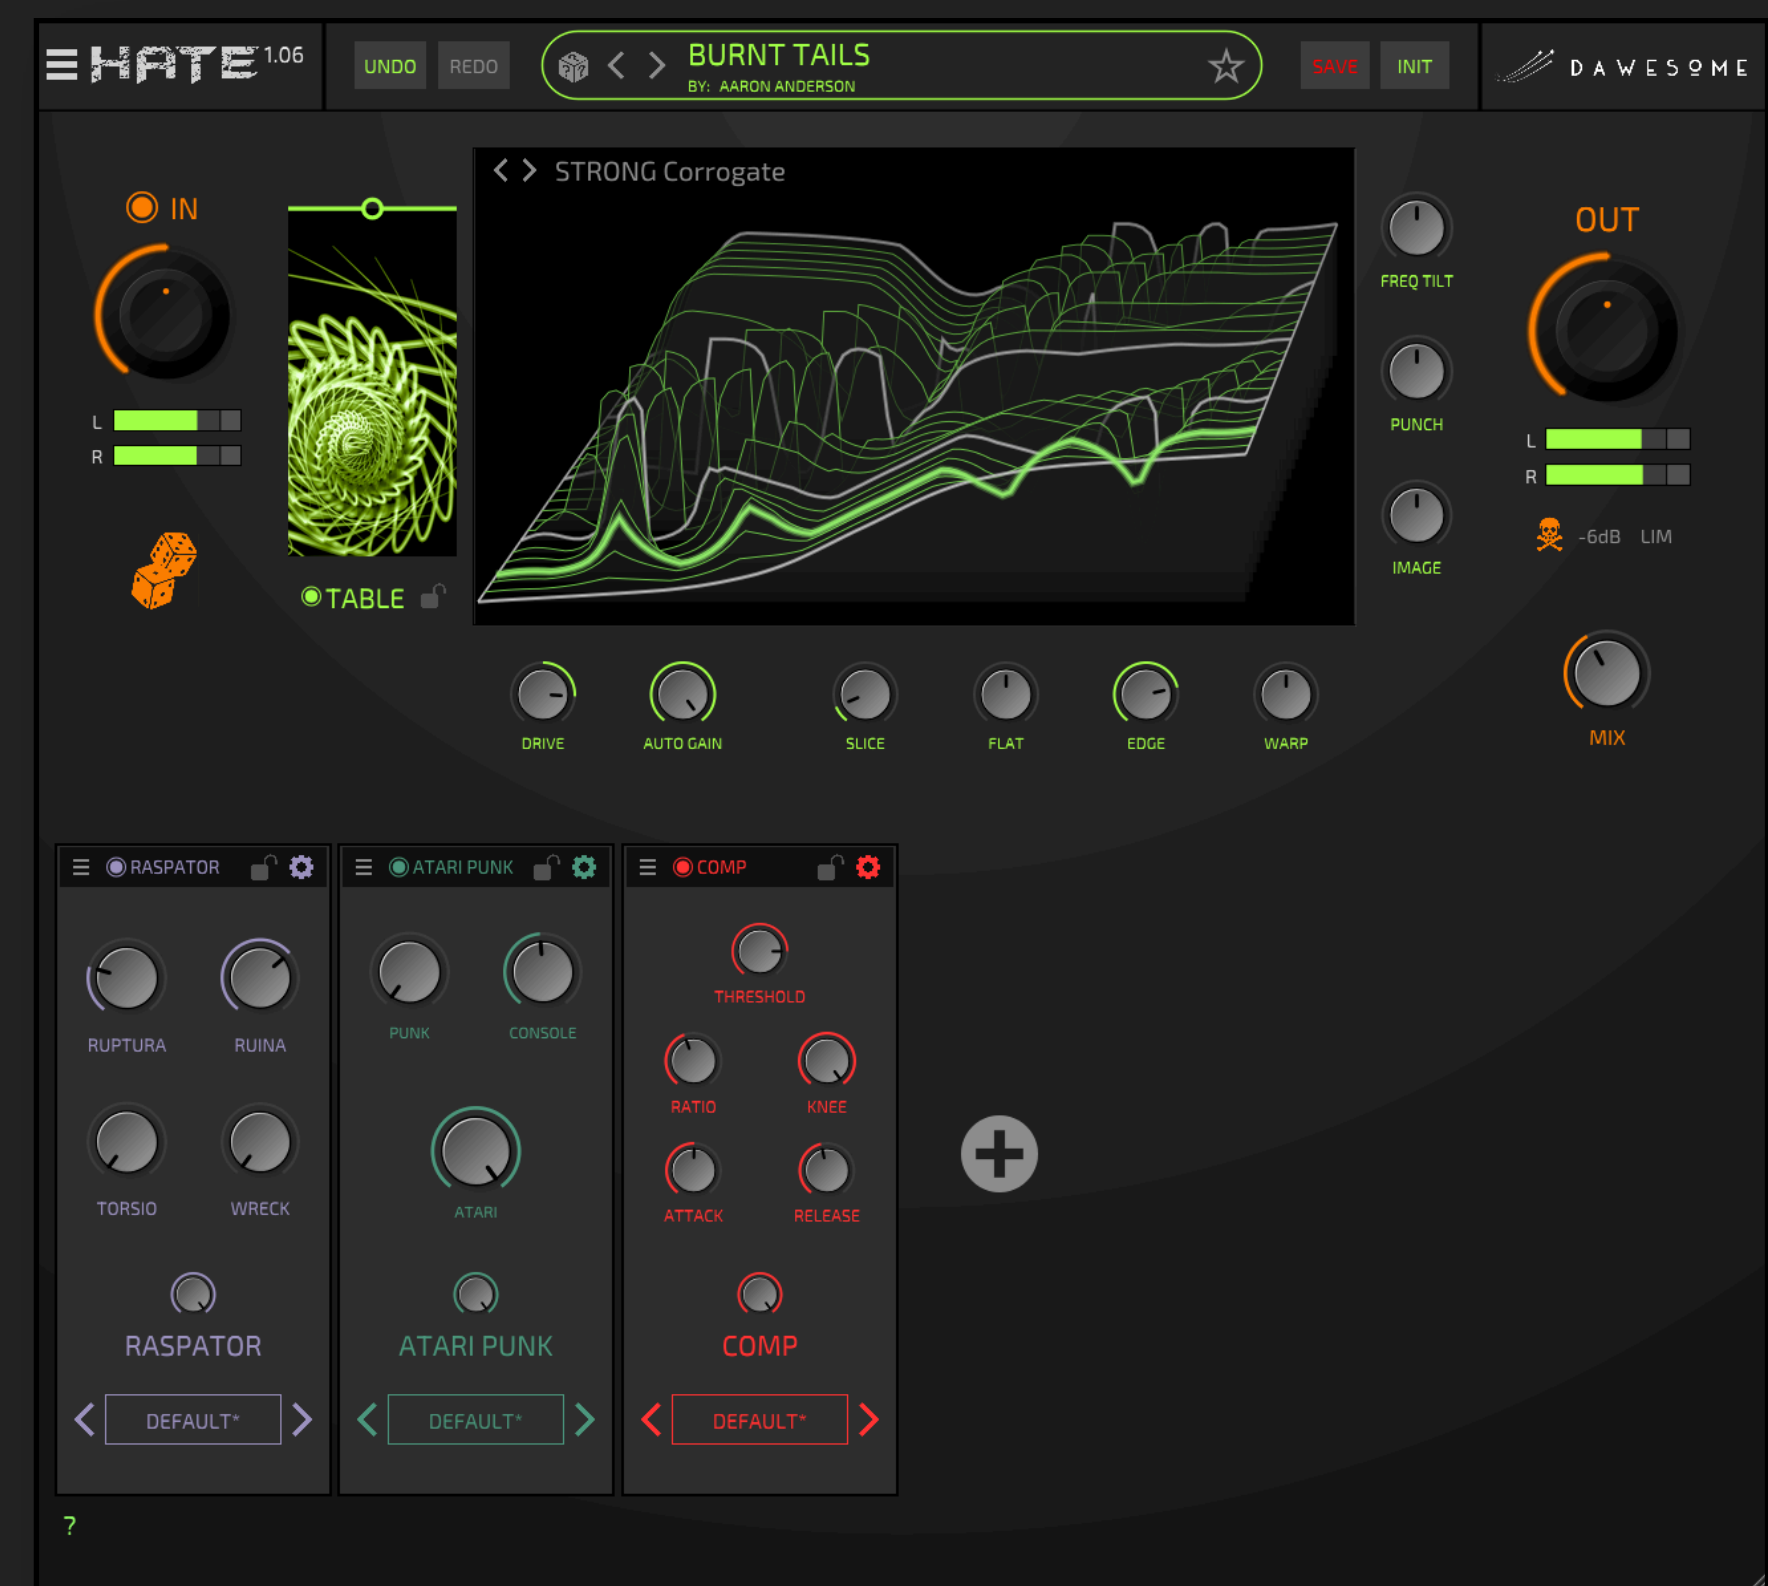 HATE 1.06
UNDO
REDO
BURNT TAILS
BY: AARON ANDERSON
SAVE
INIT
DAWESOME
STRONG Corrogate
IN
L
R
TABLE
FREQ TILT
PUNCH
IMAGE
OUT
L
R
-6dB LIM
DRIVE
AUTO GAIN
SLICE
FLAT
EDGE
WARP
MIX
RASPATOR
RUPTURA
RUINA
TORSIO
WRECK
RASPATOR
DEFAULT*
ATARI PUNK
PUNK
CONSOLE
ATARI
ATARI PUNK
DEFAULT*
COMP
THRESHOLD
RATIO
KNEE
ATTACK
RELEASE
COMP
DEFAULT*
?